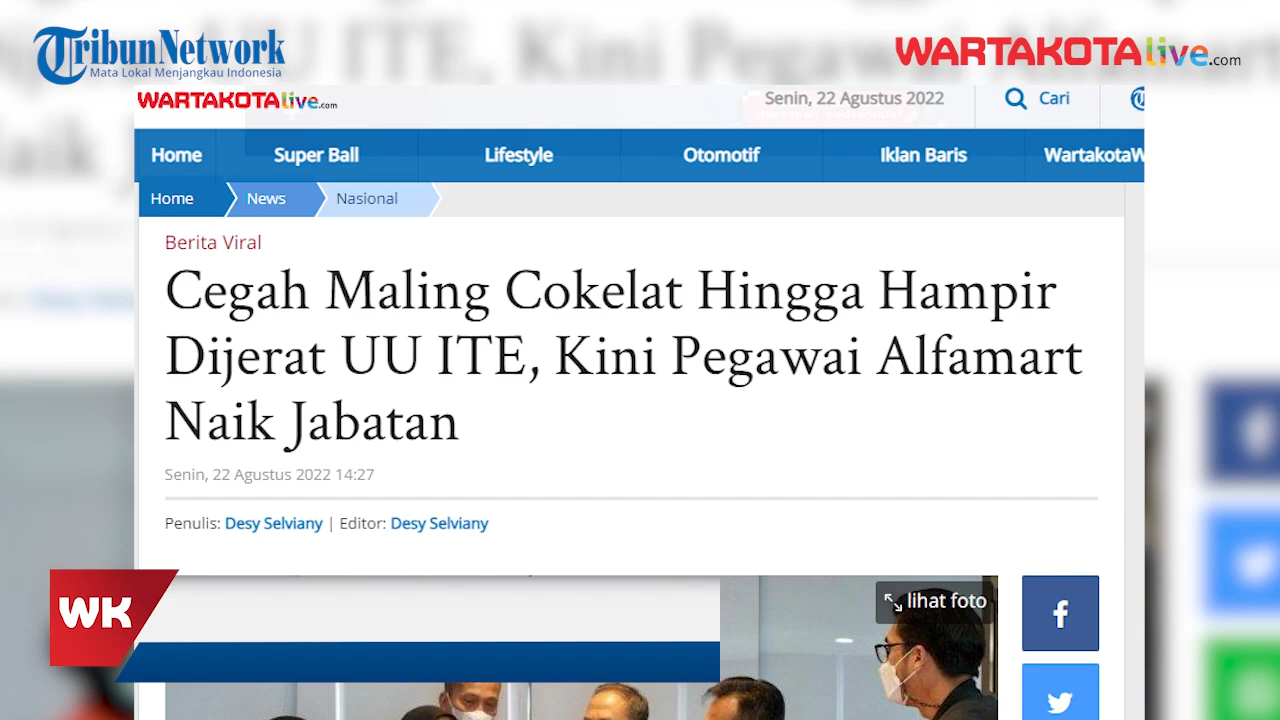 TribunNetwork
Mata Lokal Menjangkau Indonesia
WARTAKOTAlive.com
WARTAKOTAlive.com
Senin, 22 Agustus 2022
Cari
Home Super Ball Lifestyle Otomotif Iklan Baris WartakotaW
Home News Nasional
Berita Viral
Cegah Maling Cokelat Hingga Hampir
Dijerat UU ITE, Kini Pegawai Alfamart
Naik Jabatan
Senin, 22 Agustus 2022 14:27
Penulis: Desy Selviany | Editor: Desy Selviany
WK
lihat foto